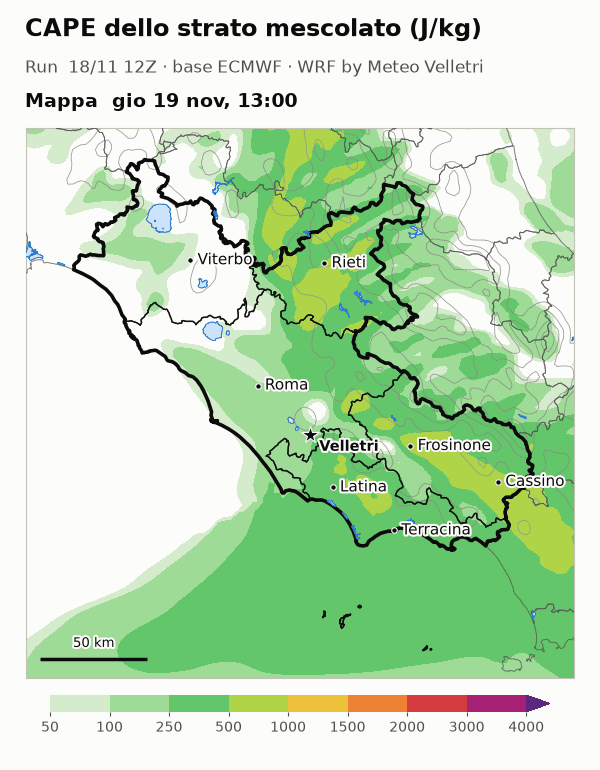 CAPE dello strato mescolato (J/kg)
Run  18/11 12Z · base ECMWF · WRF by Meteo Velletri
Mappa  gio 19 nov, 13:00
Viterbo
Rieti
Roma
Velletri
Frosinone
Cassino
Latina
Terracina
50 km
50 100 250 500 1000 1500 2000 3000 4000